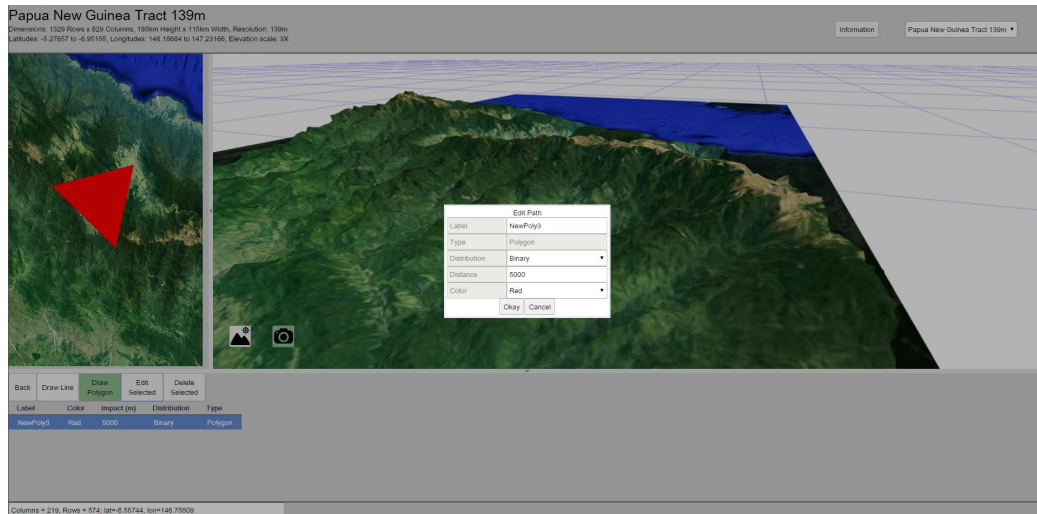 Papua New Guinea Tract 139m
Dimensions: 1329 Rows x 829 Columns, 185km Height x 115km Width, Resolution: 139m
Latitudes: -5.27657 to -6.95155, Longitudes: 146.18684 to 147.23166, Elevation scale: 3X
Information
Papua New Guinea Tract 139m
Edit Path
Label NewPoly3
Type Polygon
Distribution Binary
Distance 5000
Color Red
Okay Cancel
Back Draw Line Draw Polygon Edit Selected Delete Selected
Label Color Impact (m) Distribution Type
NewPoly3 Red 5000 Binary Polygon
Columns = 219, Rows = 574; lat=-6.55744, lon=146.75509